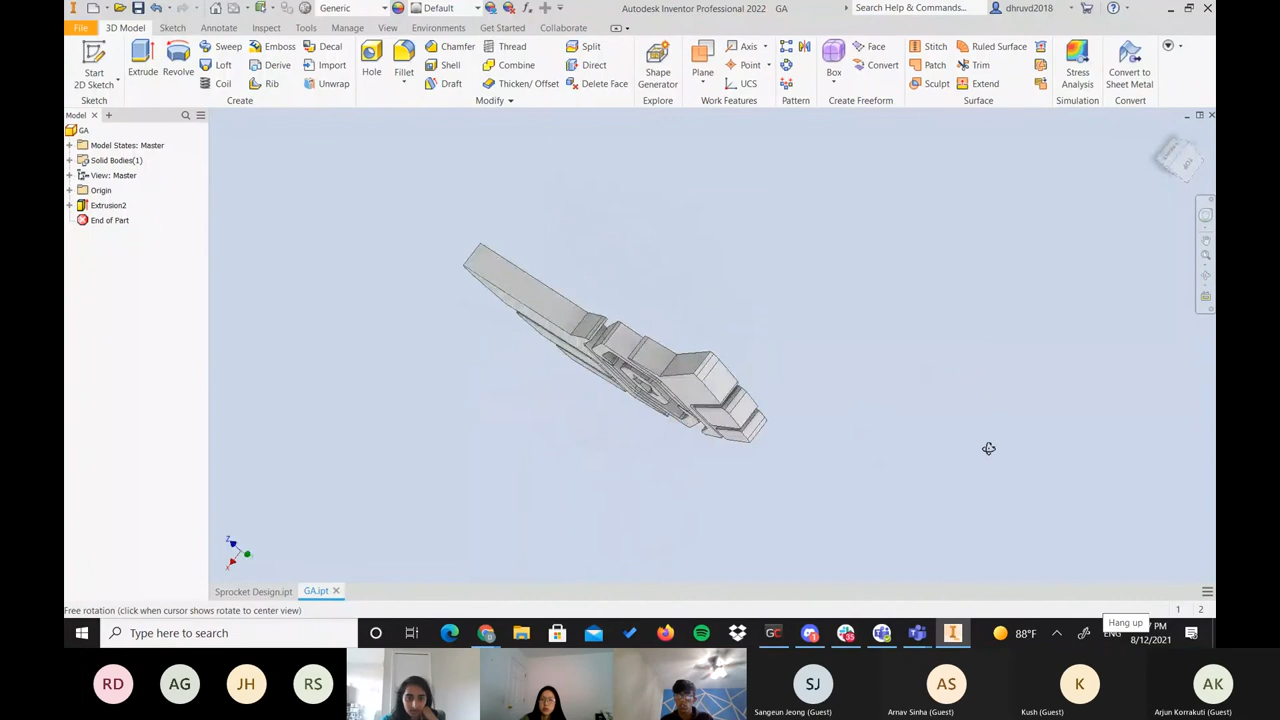 Generic
Default
Autodesk Inventor Professional 2022 GA
Search Help & Commands...
dhruvd2018
File
3D Model
Sketch
Annotate
Inspect
Tools
Manage
View
Environments
Get Started
Collaborate
Start
2D Sketch
Extrude
Revolve
Sweep
Loft
Coil
Emboss
Derive
Rib
Decal
Import
Unwrap
Hole
Fillet
Chamfer
Shell
Draft
Thread
Combine
Thicken/ Offset
Split
Direct
Delete Face
Shape
Generator
Plane
Axis
Point
UCS
Box
Face
Convert
Stitch
Patch
Sculpt
Ruled Surface
Trim
Extend
Stress
Analysis
Convert to
Sheet Metal
Sketch
Create
Modify
Explore
Work Features
Pattern
Create Freeform
Surface
Simulation
Convert
Model
GA
Model States: Master
Solid Bodies(1)
View: Master
Origin
Extrusion2
End of Part
TOP
Z
X
Sprocket Design.ipt
GA.ipt
Free rotation (click when cursor shows rotate to center view)
1 2
Hang up
Type here to search
88°F
ENG
8/12/2021
RD
AG
JH
RS
SJ
Sangeun Jeong (Guest)
AS
Arnav Sinha (Guest)
K
Kush (Guest)
AK
Arjun Korrakuti (Guest)